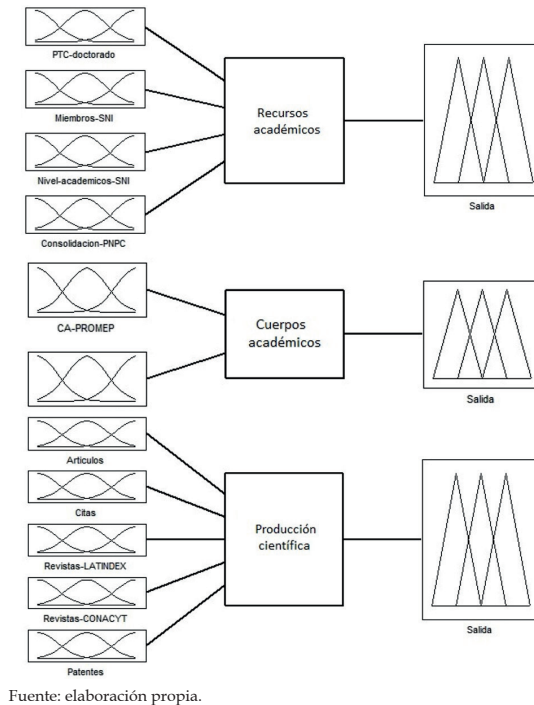 PTC-doctorado
Miembros-SNI
Nivel-academicos-SNI
Consolidacion-PNPC
Recursos
académicos
Salida
CA-PROMEP
Cuerpos
académicos
Salida
Articulos
Citas
Revistas-LATINDEX
Revistas-CONACYT
Patentes
Producción
científica
Salida
Fuente: elaboración propia.